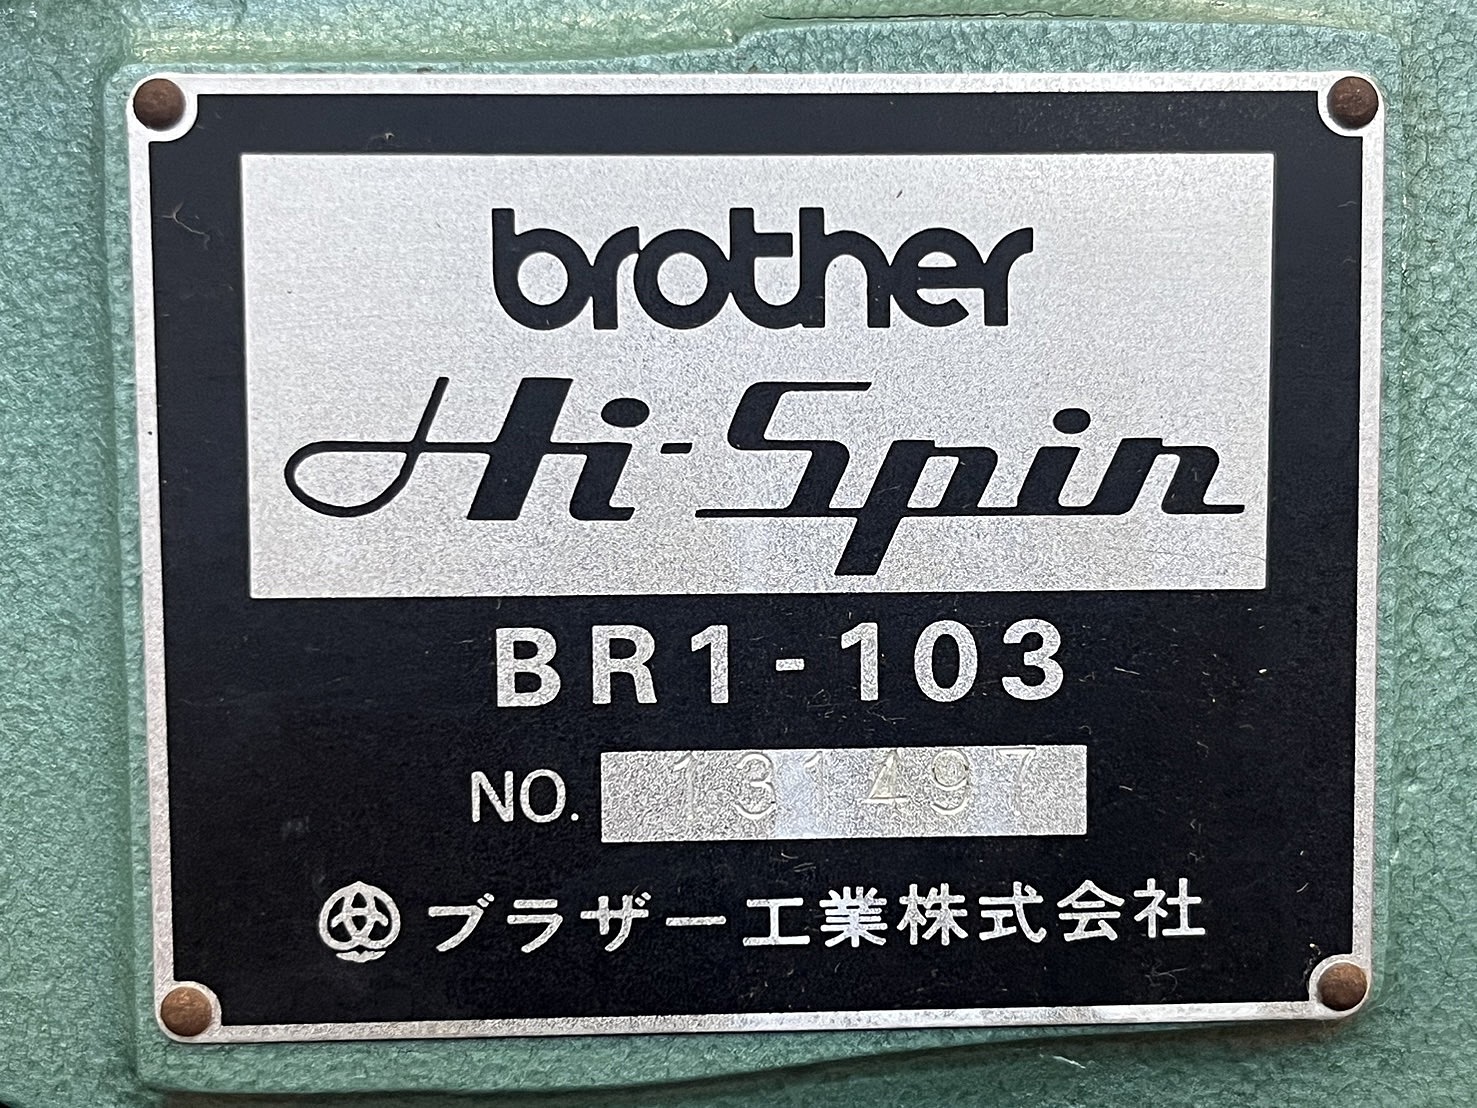 brother
Hi-Spin
BR1-103
NO. 131497
ブラザー工業株式会社